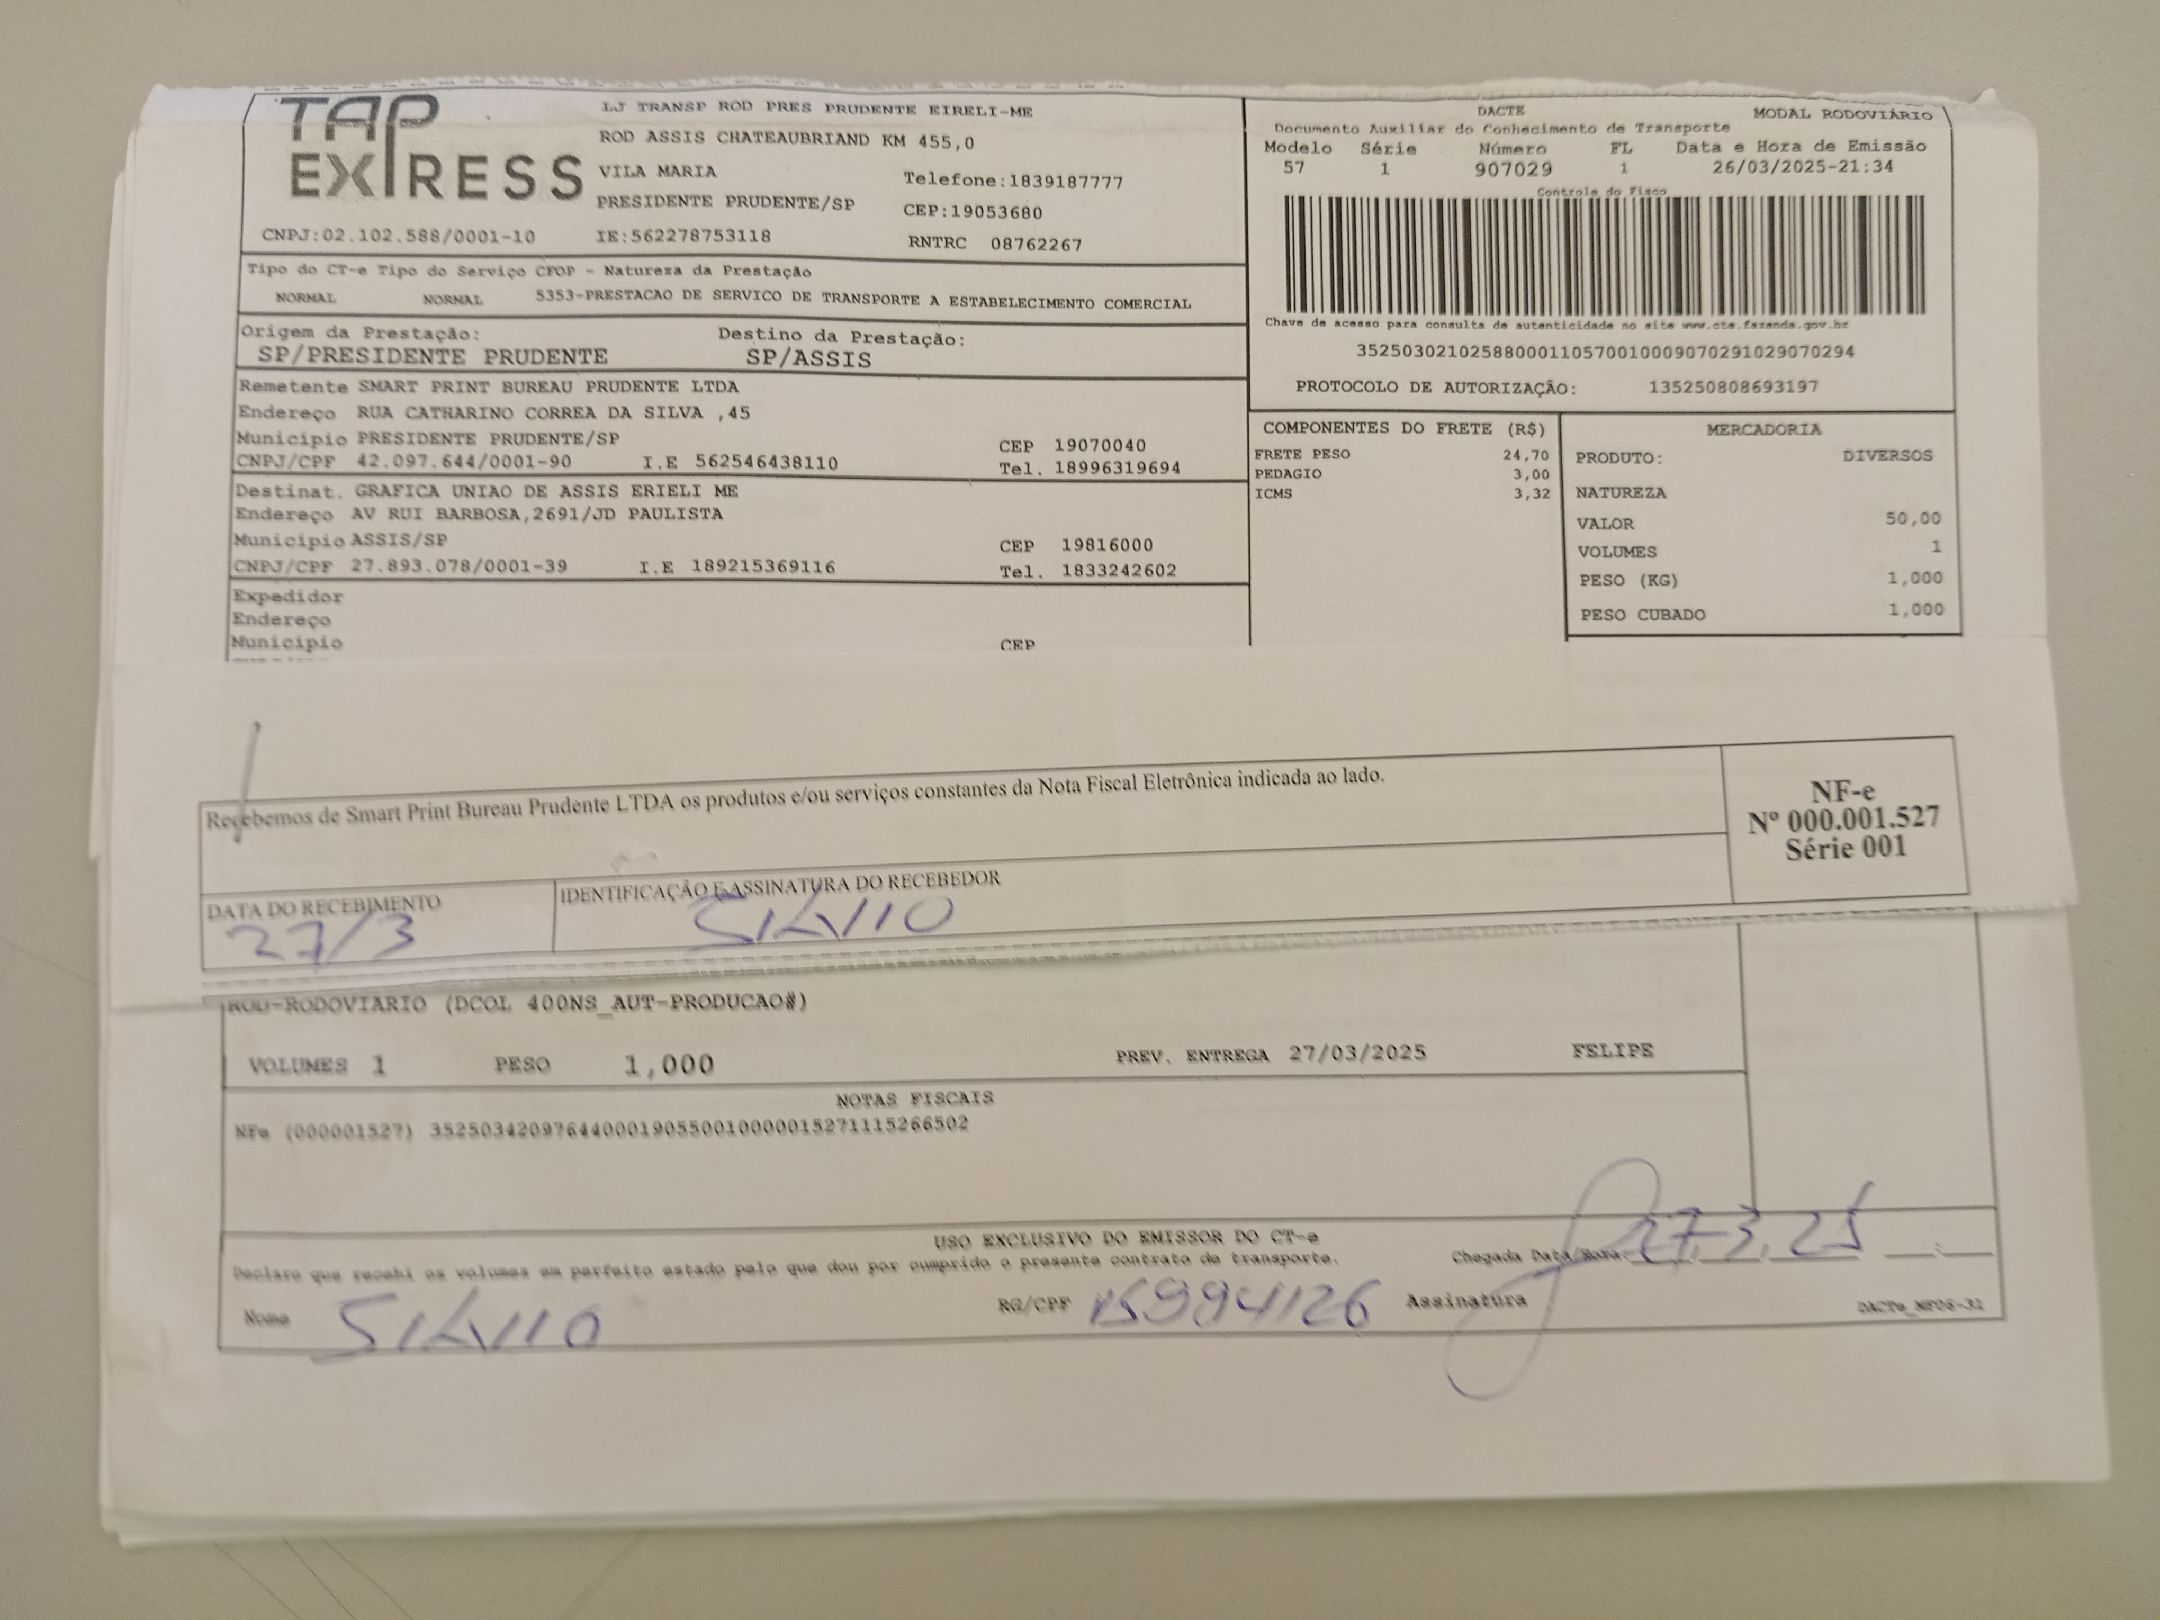 TAP EXPRESS
LJ TRANSP ROD PRES PRUDENTE EIRELI-ME
ROD ASSIS CHATEAUBRIAND KM 455,0
VILA MARIA Telefone:1839187777
PRESIDENTE PRUDENTE/SP CEP:19053680
CNPJ:02.102.588/0001-10 IE:562278753118 RNTRC 08762267
Tipo do CT-e Tipo do Serviço CFOP - Natureza da Prestação
NORMAL NORMAL 5353-PRESTACAO DE SERVICO DE TRANSPORTE A ESTABELECIMENTO COMERCIAL
Origem da Prestação: Destino da Prestação:
SP/PRESIDENTE PRUDENTE SP/ASSIS
Remetente SMART PRINT BUREAU PRUDENTE LTDA
Endereço RUA CATHARINO CORREA DA SILVA ,45
Município PRESIDENTE PRUDENTE/SP CEP 19070040
CNPJ/CPF 42.097.644/0001-90 I.E 562546438110 Tel. 18996319694
Destinat. GRAFICA UNIAO DE ASSIS ERIELI ME
Endereço AV RUI BARBOSA,2691/JD PAULISTA
Município ASSIS/SP CEP 19816000
CNPJ/CPF 27.893.078/0001-39 I.E 189215369116 Tel. 1833242602
Expedidor
Endereço
Município CEP
DACTE MODAL RODOVIÁRIO
Documento Auxiliar do Conhecimento de Transporte
Modelo Série Número FL Data e Hora de Emissão
57 1 907029 1 26/03/2025-21:34
Controle do Fisco
Chave de acesso para consulta de autenticidade no site www.cte.fazenda.gov.br
35250302102588000110570010009070291029070294
PROTOCOLO DE AUTORIZAÇÃO: 135250808693197
COMPONENTES DO FRETE (R$)
FRETE PESO 24,70
PEDAGIO 3,00
ICMS 3,32
MERCADORIA
PRODUTO: DIVERSOS
NATUREZA
VALOR 50,00
VOLUMES 1
PESO (KG) 1,000
PESO CUBADO 1,000
Recebemos de Smart Print Bureau Prudente LTDA os produtos e/ou serviços constantes da Nota Fiscal Eletrônica indicada ao lado.
NF-e
Nº 000.001.527
Série 001
DATA DO RECEBIMENTO IDENTIFICAÇÃO E ASSINATURA DO RECEBEDOR
27/3 SILVIO
ROD-RODOVIARIO (DCOL 400NS_AUT-PRODUCAO#)
VOLUMES 1 PESO 1,000 PREV. ENTREGA 27/03/2025 FELIPE
NOTAS FISCAIS
NFe (000001527) 35250342097644000190550010000015271115266502
USO EXCLUSIVO DO EMISSOR DO CT-e
Declaro que recebi os volumes em perfeito estado pelo que dou por cumprido o presente contrato de transporte. Chegada Data/Hora: 27.3.25 __:__
Nome SILVIO RG/CPF 15994126 Assinatura
DACTe_NF06-31